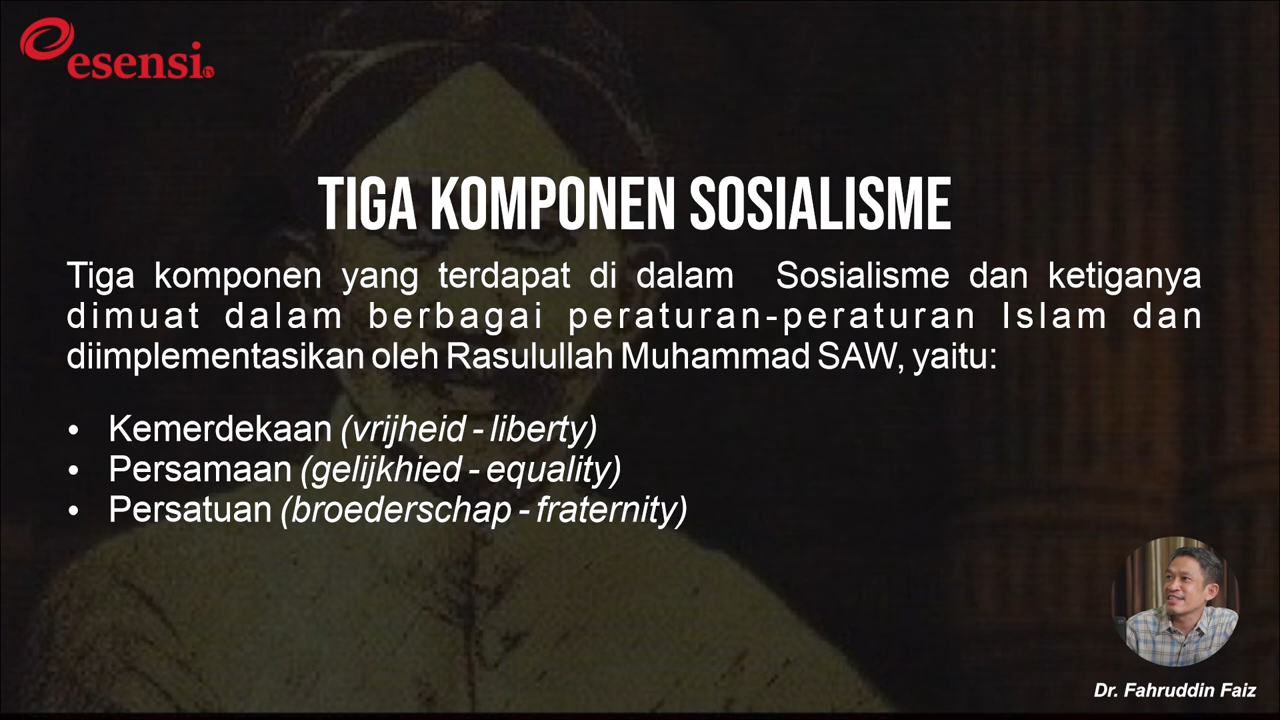 esensi.tv
TIGA KOMPONEN SOSIALISME
Tiga komponen yang terdapat di dalam Sosialisme dan ketiganya
dimuat dalam berbagai peraturan-peraturan Islam dan
diimplementasikan oleh Rasulullah Muhammad SAW, yaitu:
• Kemerdekaan (vrijheid - liberty)
• Persamaan (gelijkhied - equality)
• Persatuan (broederschap - fraternity)
Dr. Fahruddin Faiz